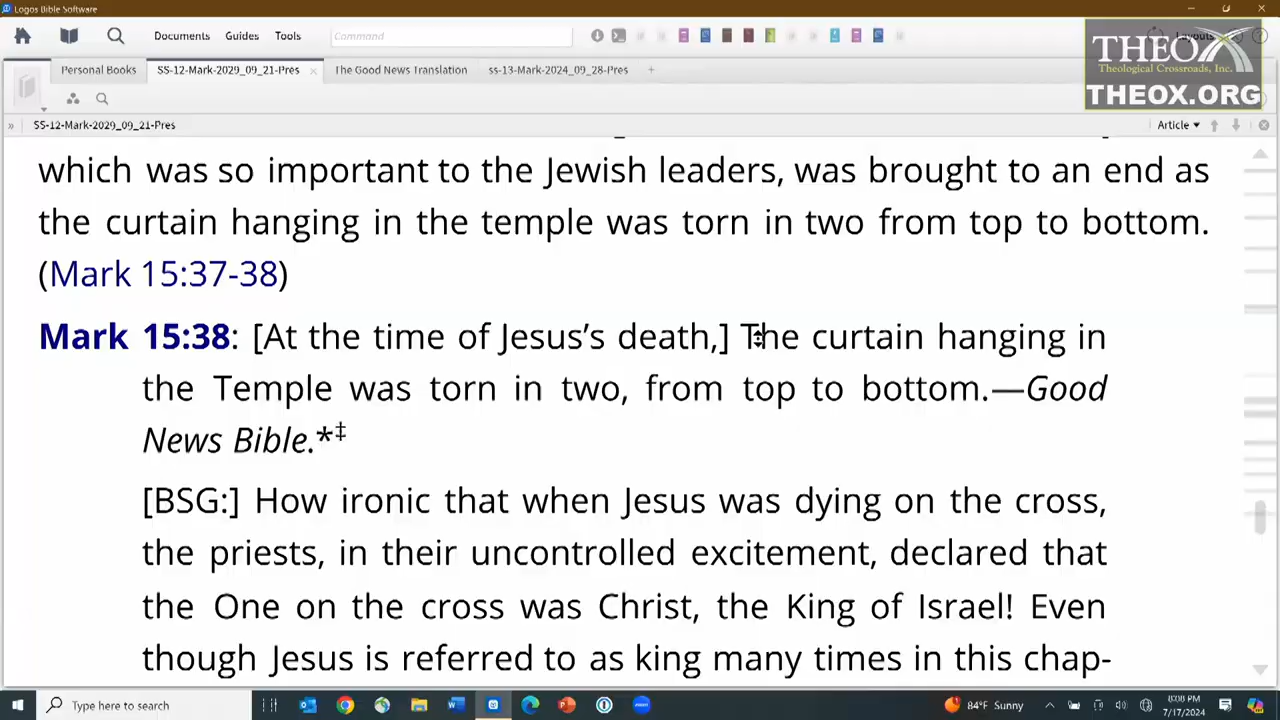 Logos Bible Software
Documents Guides Tools Command
THEOX
Theological Crossroads, Inc.
THEOX.ORG
Personal Books SS-12-Mark-2029_09_21-Pres The Good News ss-1-Mark-2024_09_28-Pres
SS-12-Mark-2029_09_21-Pres Article
which was so important to the Jewish leaders, was brought to an end as
the curtain hanging in the temple was torn in two from top to bottom.
(Mark 15:37-38)
Mark 15:38: [At the time of Jesus’s death,] The curtain hanging in
the Temple was torn in two, from top to bottom.—Good
News Bible.*‡
[BSG:] How ironic that when Jesus was dying on the cross,
the priests, in their uncontrolled excitement, declared that
the One on the cross was Christ, the King of Israel! Even
though Jesus is referred to as king many times in this chap-
Type here to search 84°F Sunny 8:08 PM
7/17/2024